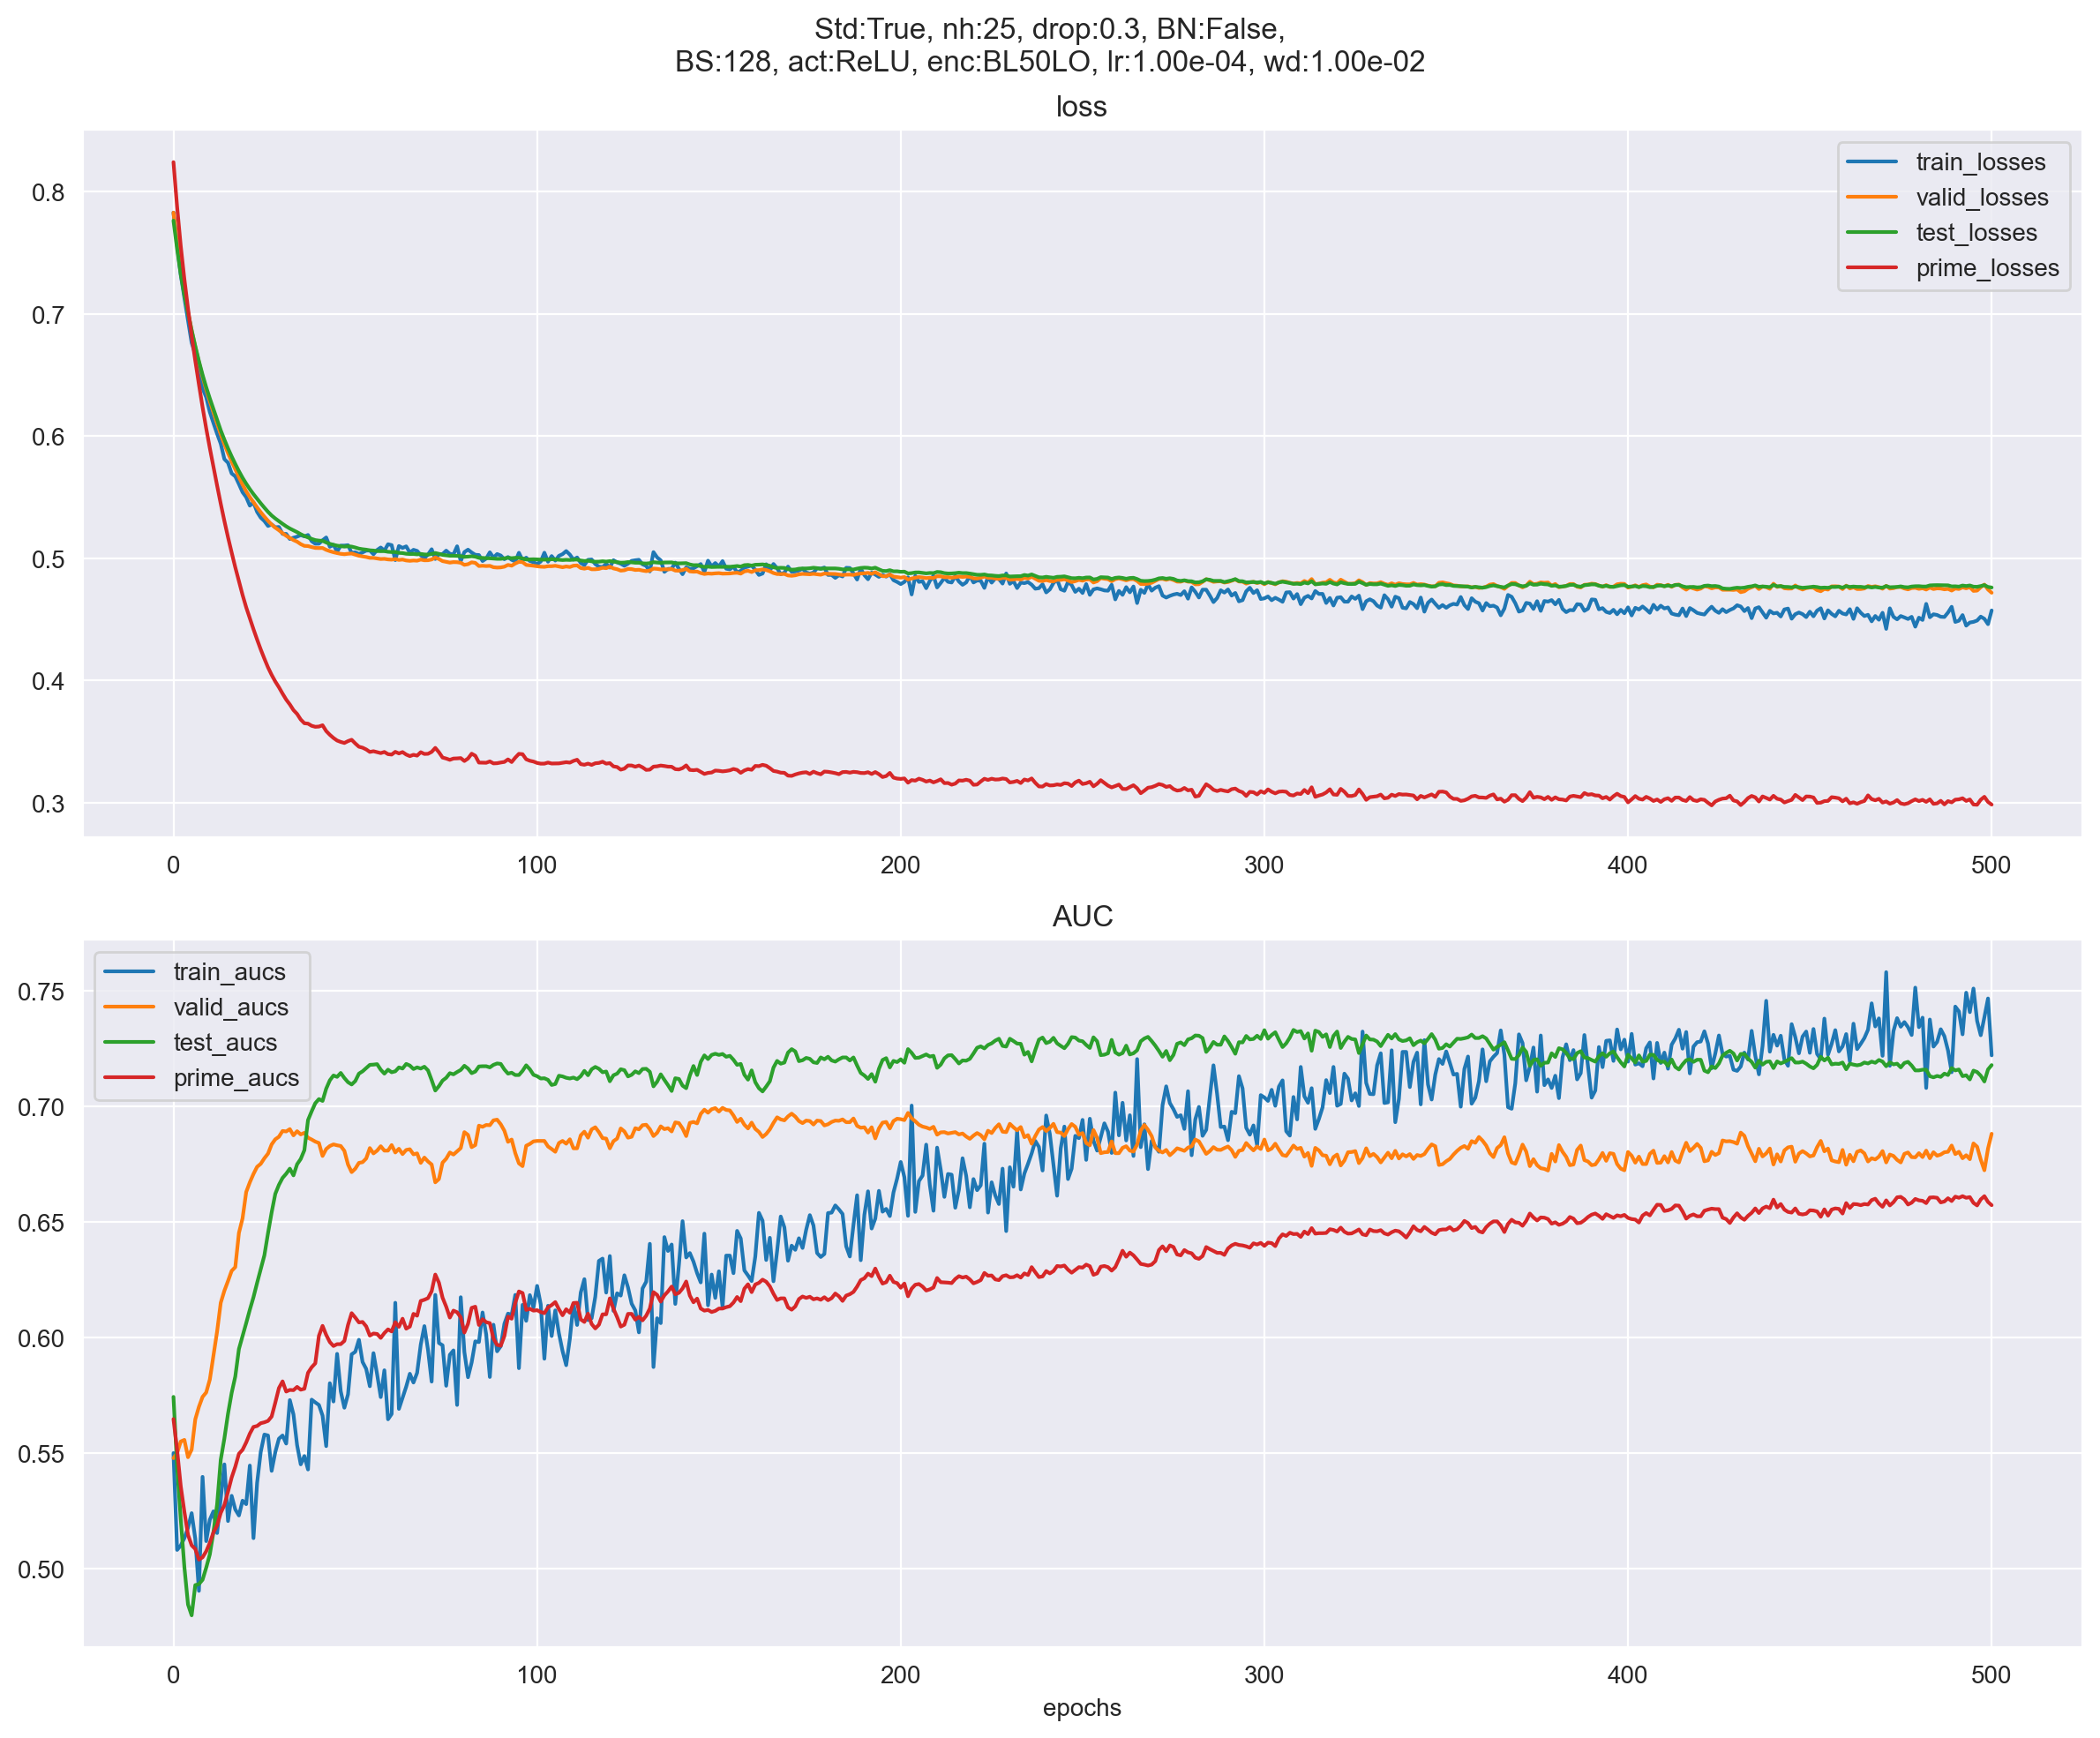 Std:True, nh:25, drop:0.3, BN:False,
BS:128, act:ReLU, enc:BL50LO, lr:1.00e-04, wd:1.00e-02
loss
train_losses
valid_losses
test_losses
prime_losses
0.8
0.7
0.6
0.5
0.4
0.3
0 100 200 300 400 500
AUC
train_aucs
valid_aucs
test_aucs
prime_aucs
0.75
0.70
0.65
0.60
0.55
0.50
0 100 200 300 400 500
epochs